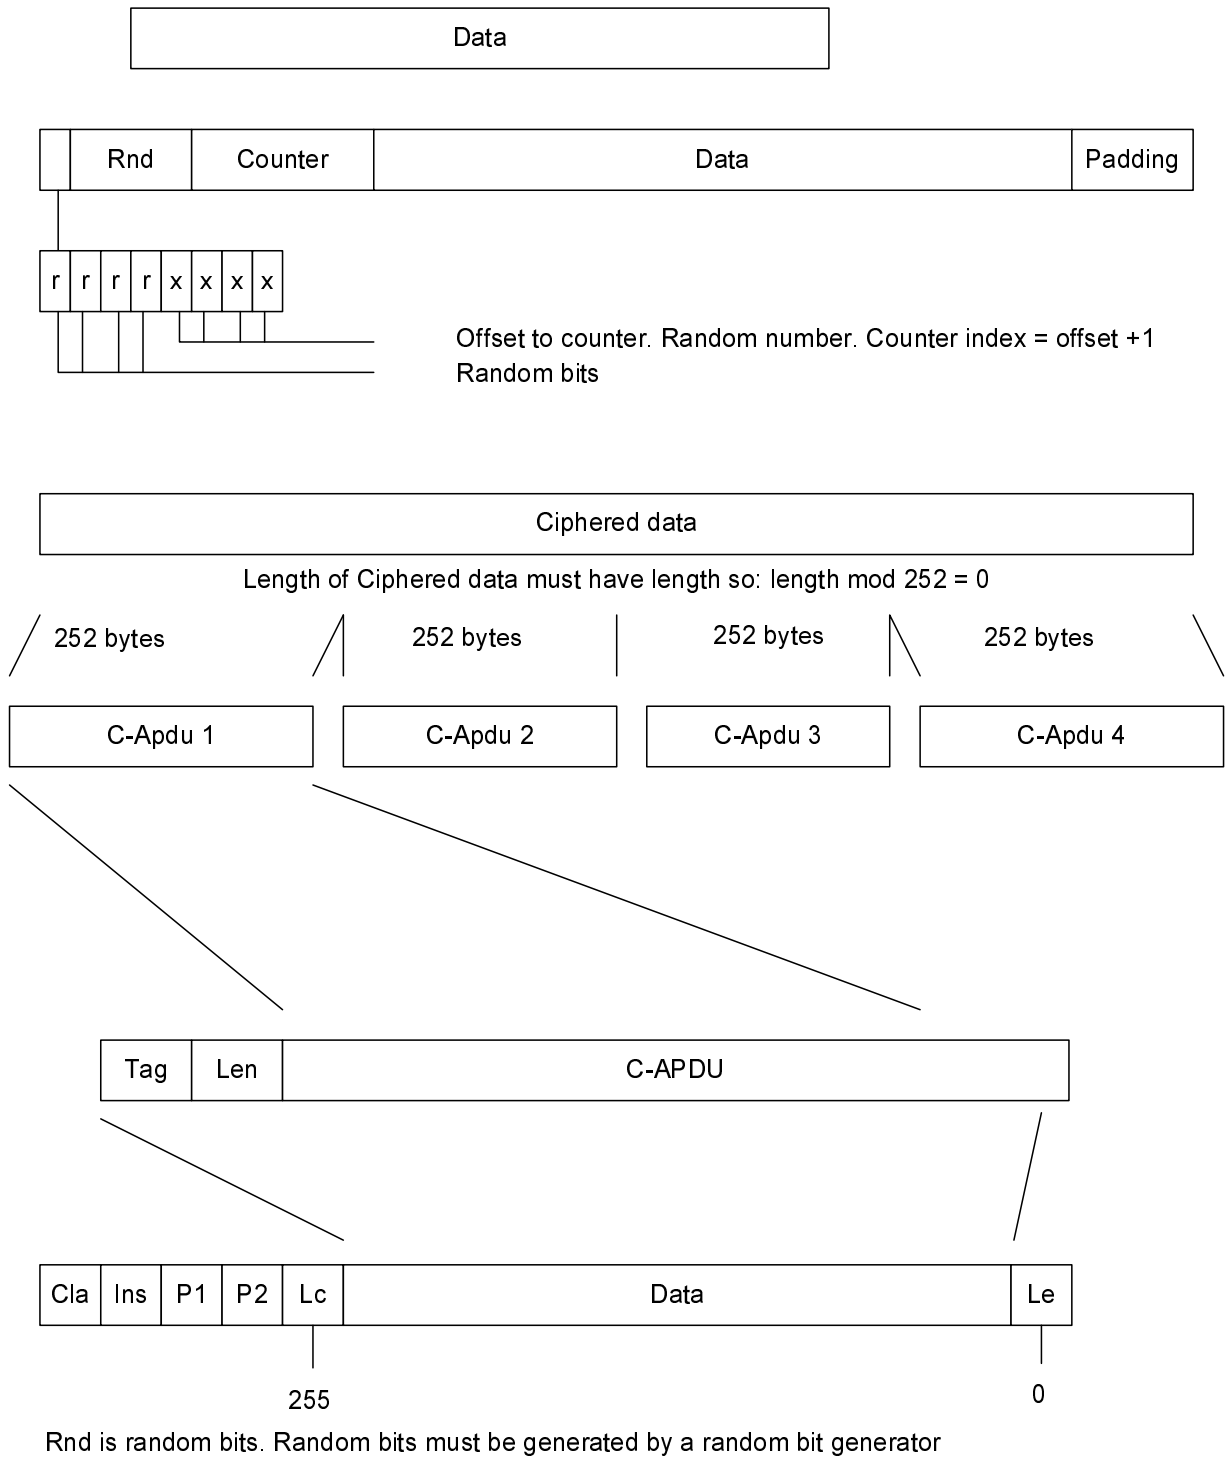 Data
Rnd Counter Data Padding
r r r r x x x x
Offset to counter. Random number. Counter index = offset +1
Random bits
Ciphered data
Length of Ciphered data must have length so: length mod 252 = 0
252 bytes 252 bytes 252 bytes 252 bytes
C-Apdu 1 C-Apdu 2 C-Apdu 3 C-Apdu 4
Tag Len C-APDU
Cla Ins P1 P2 Lc Data Le
255 0
Rnd is random bits. Random bits must be generated by a random bit generator